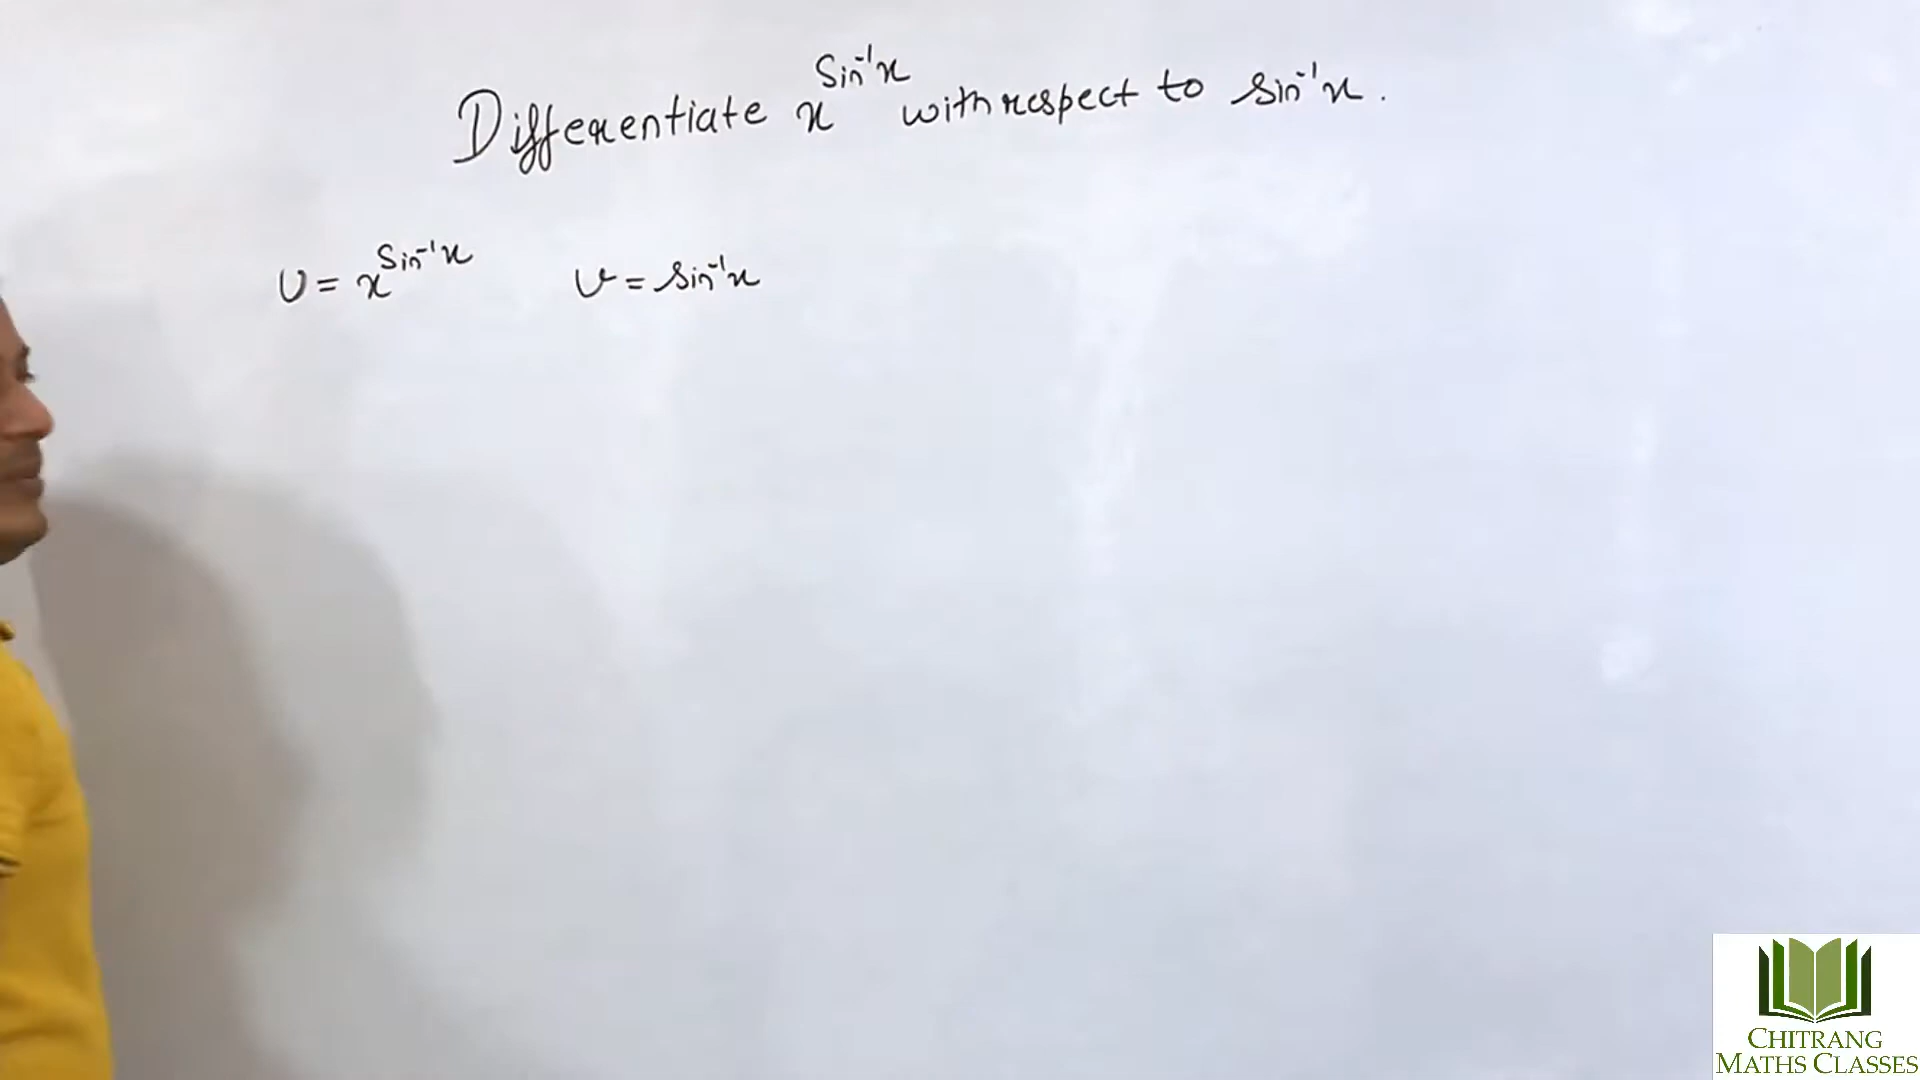 Differentiate x^sin⁻¹x with respect to sin⁻¹x.
U = x^Sin⁻¹x v = sin⁻¹x
CHITRANG
MATHS CLASSES